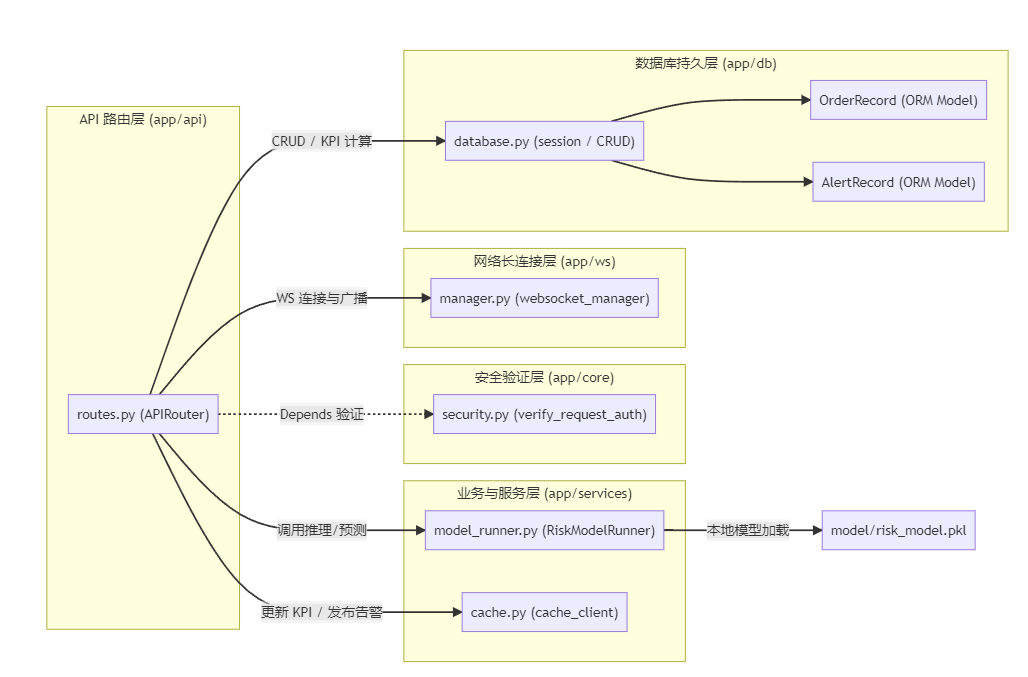 API 路由层 (app/api)
routes.py (APIRouter)
CRUD / KPI 计算
WS 连接与广播
Depends 验证
调用推理/预测
更新 KPI / 发布告警
数据库持久层 (app/db)
database.py (session / CRUD)
OrderRecord (ORM Model)
AlertRecord (ORM Model)
网络长连接层 (app/ws)
manager.py (websocket_manager)
安全验证层 (app/core)
security.py (verify_request_auth)
业务与服务层 (app/services)
model_runner.py (RiskModelRunner)
本地模型加载
model/risk_model.pkl
cache.py (cache_client)